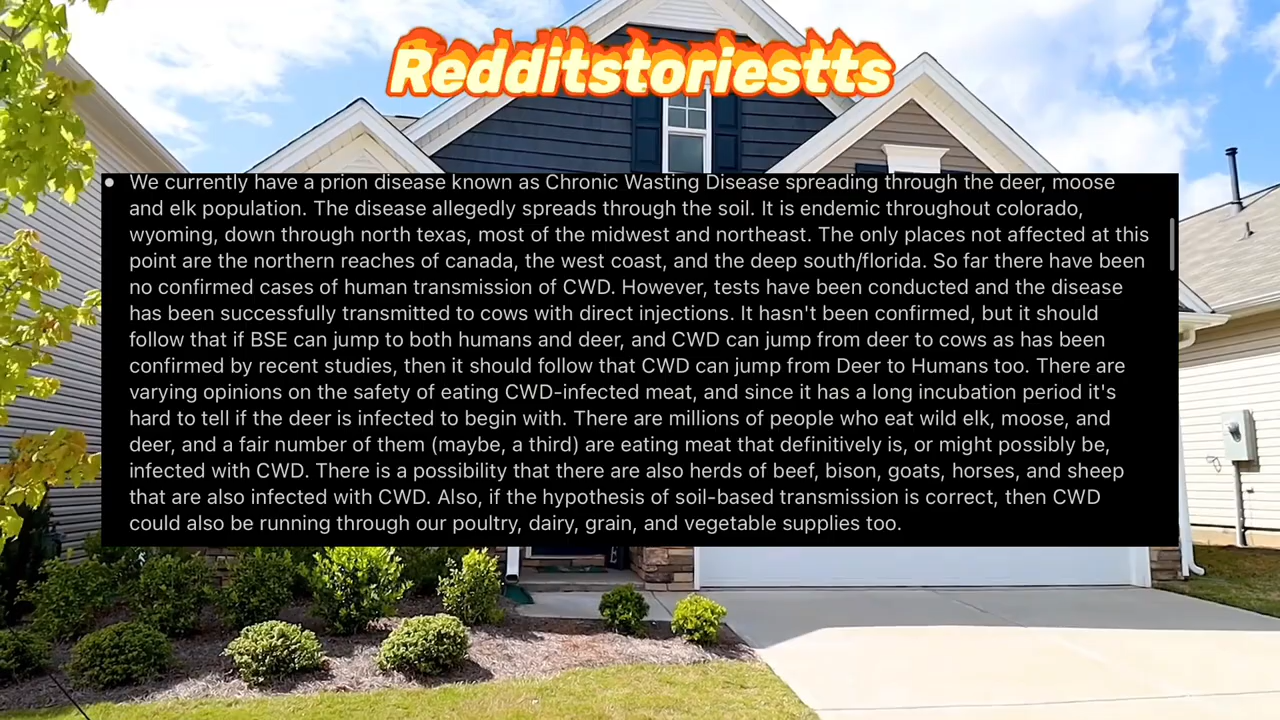 Redditstoriestts
We currently have a prion disease known as Chronic Wasting Disease spreading through the deer, moose
and elk population. The disease allegedly spreads through the soil. It is endemic throughout colorado,
wyoming, down through north texas, most of the midwest and northeast. The only places not affected at this
point are the northern reaches of canada, the west coast, and the deep south/florida. So far there have been
no confirmed cases of human transmission of CWD. However, tests have been conducted and the disease
has been successfully transmitted to cows with direct injections. It hasn't been confirmed, but it should
follow that if BSE can jump to both humans and deer, and CWD can jump from deer to cows as has been
confirmed by recent studies, then it should follow that CWD can jump from Deer to Humans too. There are
varying opinions on the safety of eating CWD-infected meat, and since it has a long incubation period it's
hard to tell if the deer is infected to begin with. There are millions of people who eat wild elk, moose, and
deer, and a fair number of them (maybe, a third) are eating meat that definitively is, or might possibly be,
infected with CWD. There is a possibility that there are also herds of beef, bison, goats, horses, and sheep
that are also infected with CWD. Also, if the hypothesis of soil-based transmission is correct, then CWD
could also be running through our poultry, dairy, grain, and vegetable supplies too.